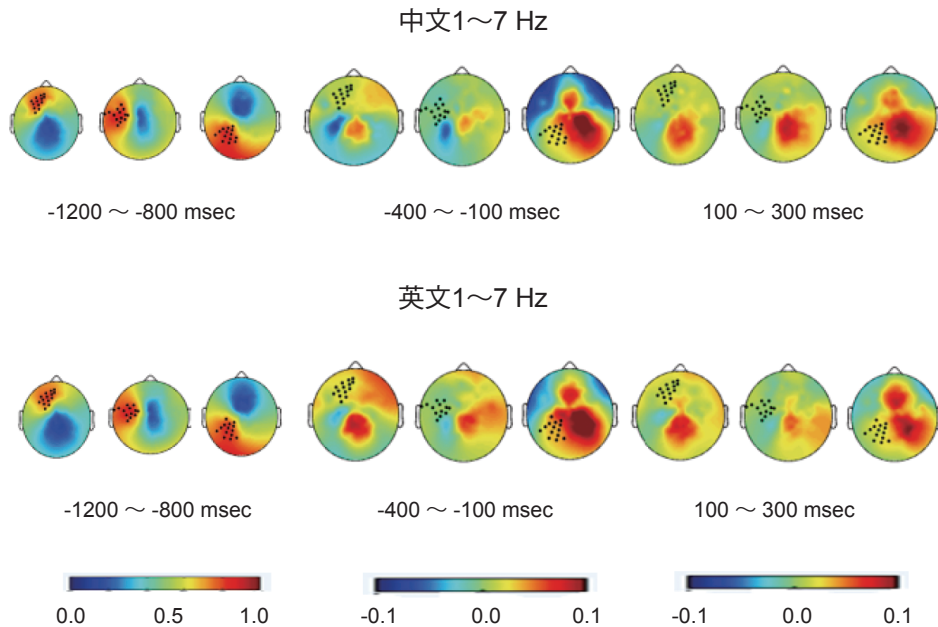 中文1～7 Hz
-1200 ～ -800 msec
-400 ～ -100 msec
100 ～ 300 msec
英文1～7 Hz
-1200 ～ -800 msec
-400 ～ -100 msec
100 ～ 300 msec
0.0 0.5 1.0
-0.1 0.0 0.1
-0.1 0.0 0.1